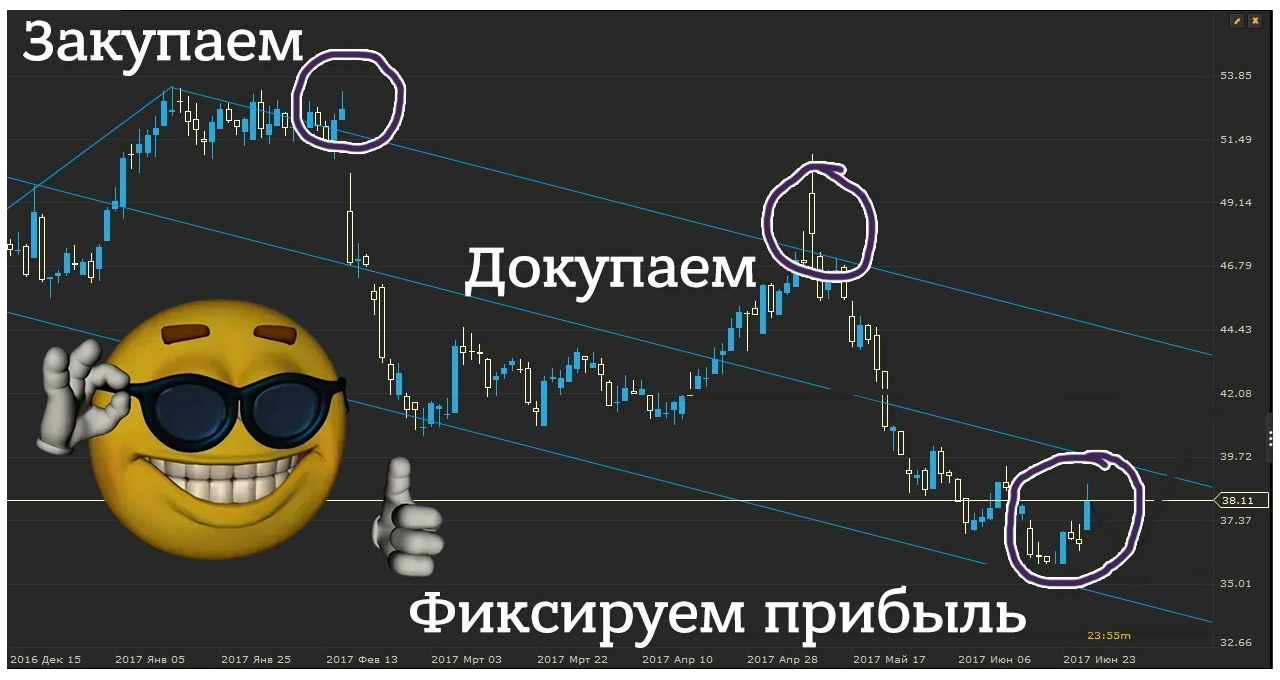 Закупаем
53.85
51.49
49.14
Докупаем
46.79
44.43
42.08
39.72
38.11
37.37
35.01
Фиксируем прибыль
23:55m
32.66
2016 Дек 15 2017 Янв 05 2017 Янв 25 2017 Фев 13 2017 Мрт 03 2017 Мрт 22 2017 Апр 10 2017 Апр 28 2017 Май 17 2017 Июн 06 2017 Июн 23